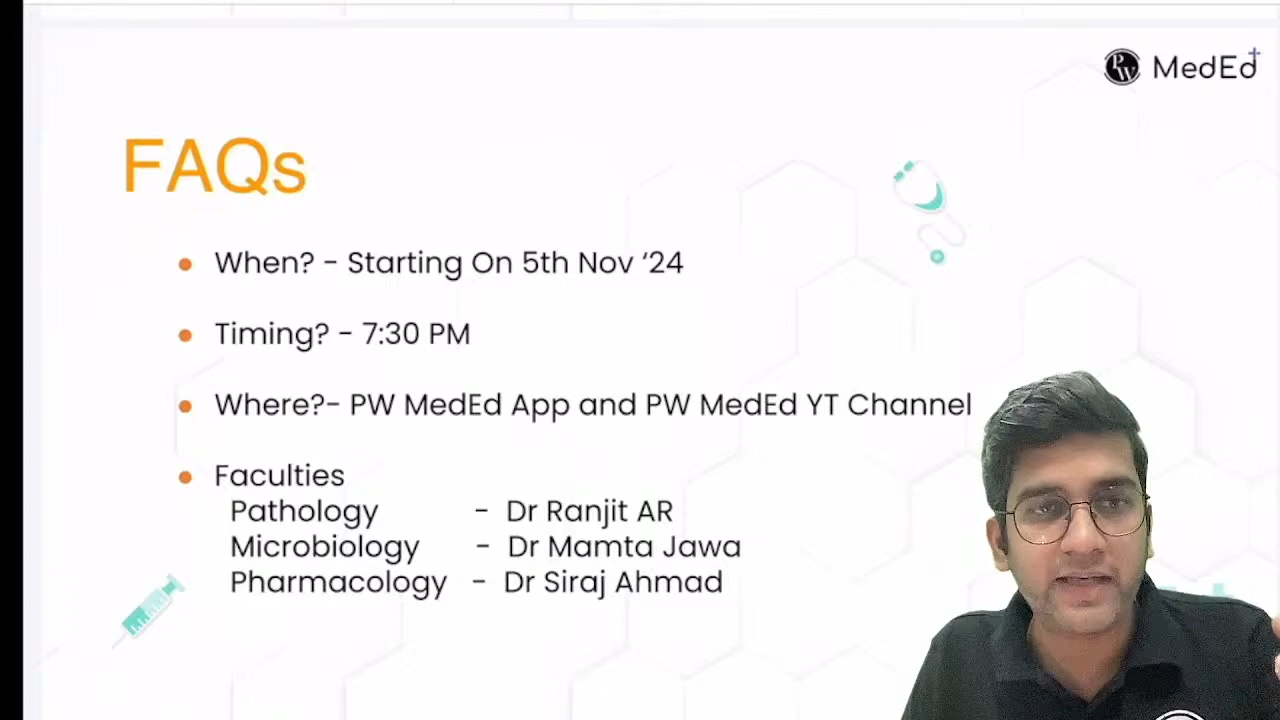 PW MedEd
FAQs
When? - Starting On 5th Nov ‘24
Timing? - 7:30 PM
Where?- PW MedEd App and PW MedEd YT Channel
Faculties
Pathology - Dr Ranjit AR
Microbiology - Dr Mamta Jawa
Pharmacology - Dr Siraj Ahmad